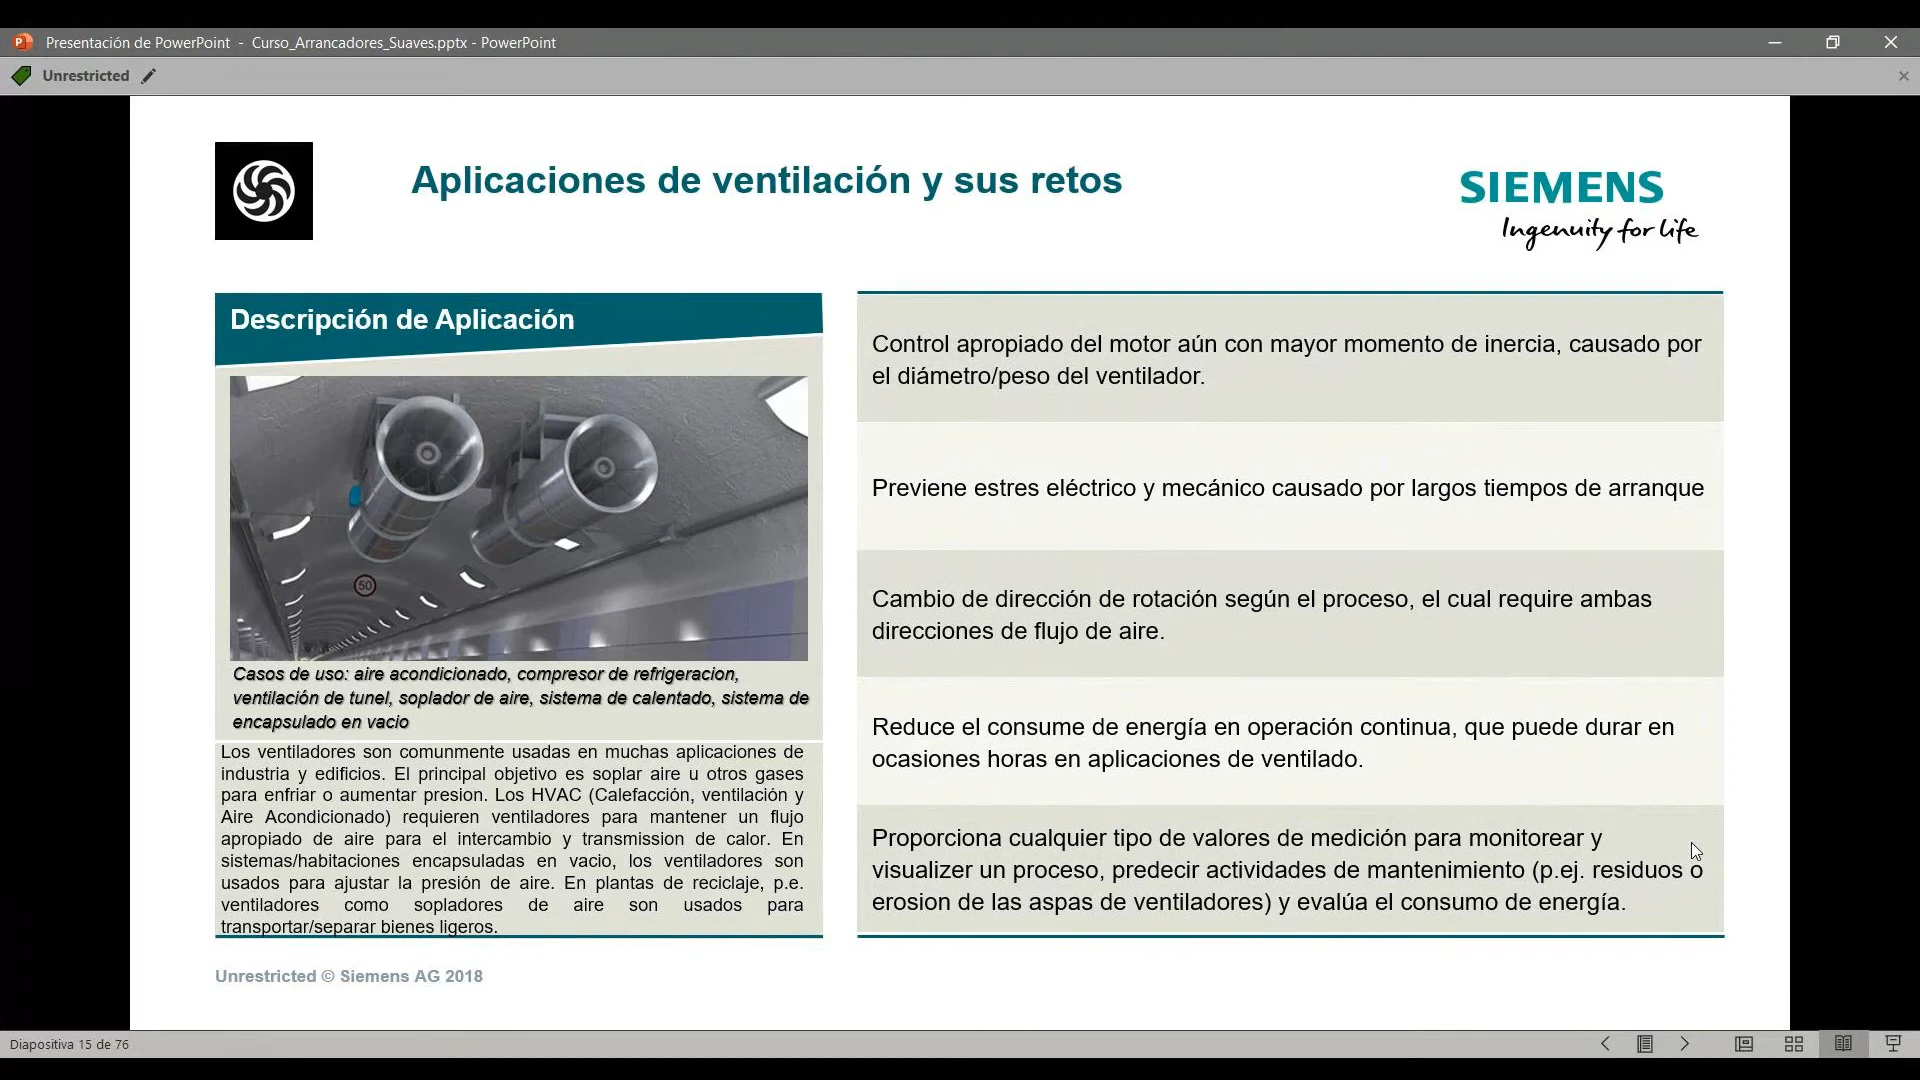 Presentación de PowerPoint - Curso_Arrancadores_Suaves.pptx - PowerPoint
Unrestricted
Aplicaciones de ventilación y sus retos
SIEMENS
Ingenuity for life
Descripción de Aplicación
50
Casos de uso: aire acondicionado, compresor de refrigeracion,
ventilación de tunel, soplador de aire, sistema de calentado, sistema de
encapsulado en vacio
Los ventiladores son comunmente usadas en muchas aplicaciones de
industria y edificios. El principal objetivo es soplar aire u otros gases
para enfriar o aumentar presion. Los HVAC (Calefacción, ventilación y
Aire Acondicionado) requieren ventiladores para mantener un flujo
apropiado de aire para el intercambio y transmission de calor. En
sistemas/habitaciones encapsuladas en vacio, los ventiladores son
usados para ajustar la presión de aire. En plantas de reciclaje, p.e.
ventiladores como sopladores de aire son usados para
transportar/separar bienes ligeros.
Control apropiado del motor aún con mayor momento de inercia, causado por
el diámetro/peso del ventilador.
Previene estres eléctrico y mecánico causado por largos tiempos de arranque
Cambio de dirección de rotación según el proceso, el cual require ambas
direcciones de flujo de aire.
Reduce el consume de energía en operación continua, que puede durar en
ocasiones horas en aplicaciones de ventilado.
Proporciona cualquier tipo de valores de medición para monitorear y
visualizer un proceso, predecir actividades de mantenimiento (p.ej. residuos o
erosion de las aspas de ventiladores) y evalúa el consumo de energía.
Unrestricted © Siemens AG 2018
Diapositiva 15 de 76